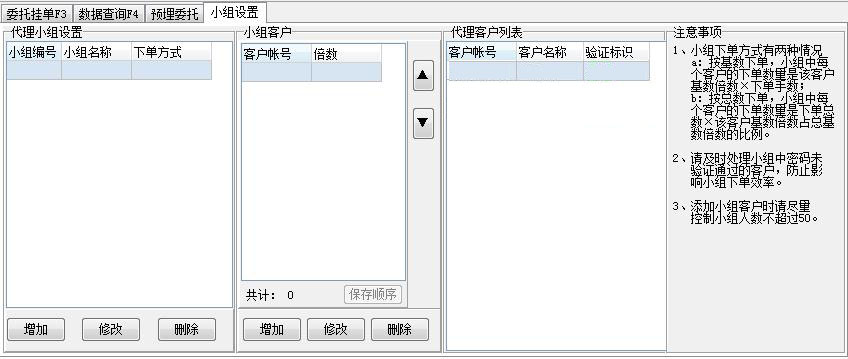 委托挂单F3 数据查询F4 预埋委托 小组设置
代理小组设置
小组编号 小组名称 下单方式
增加 修改 删除
小组客户
客户帐号 倍数
▲
▼
共计: 0 保存顺序
增加 修改 删除
代理客户列表
客户帐号 客户名称 验证标识
注意事项
1、小组下单方式有两种情况
a: 按基数下单，小组中每
个客户的下单数量是该客户
基数倍数×下单手数；
b: 按总数下单，小组中每
个客户的下单数量是下单总
数×该客户基数倍数占总基
数倍数的比例。
2、请及时处理小组中密码未
验证通过的客户，防止影
响小组下单效率。
3、添加小组客户时请尽量
控制小组人数不超过50。